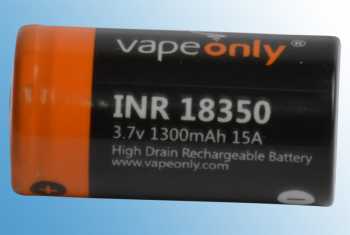 vapeonly®
INR 18350
3.7v 1300mAh 15A
High Drain Rechargeable Battery
www.vapeonly.com
+ −